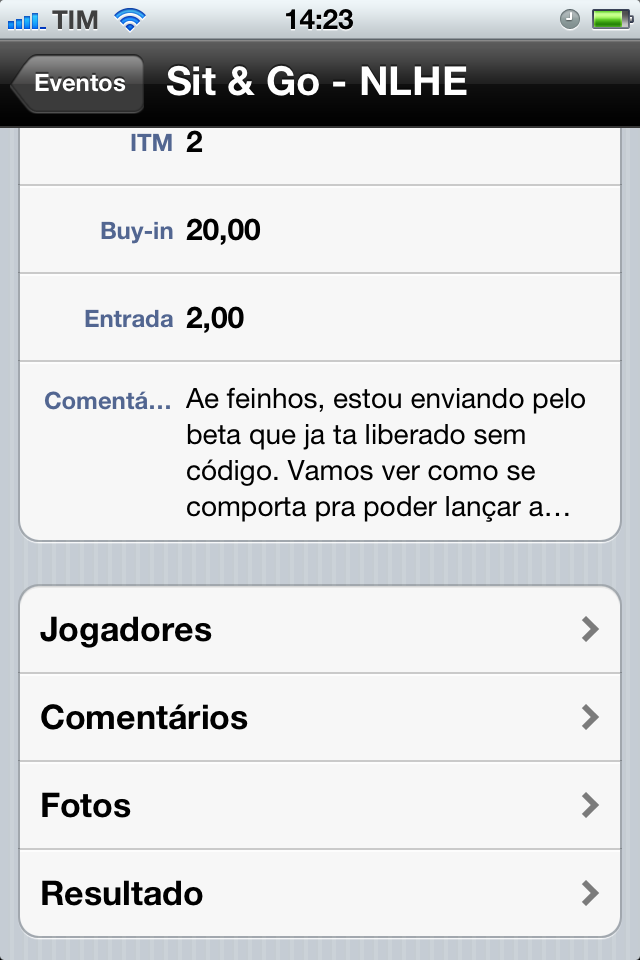 TIM 14:23
Eventos Sit & Go - NLHE
ITM 2
Buy-in 20,00
Entrada 2,00
Comentá... Ae feinhos, estou enviando pelo
beta que ja ta liberado sem
código. Vamos ver como se
comporta pra poder lançar a...
Jogadores
Comentários
Fotos
Resultado